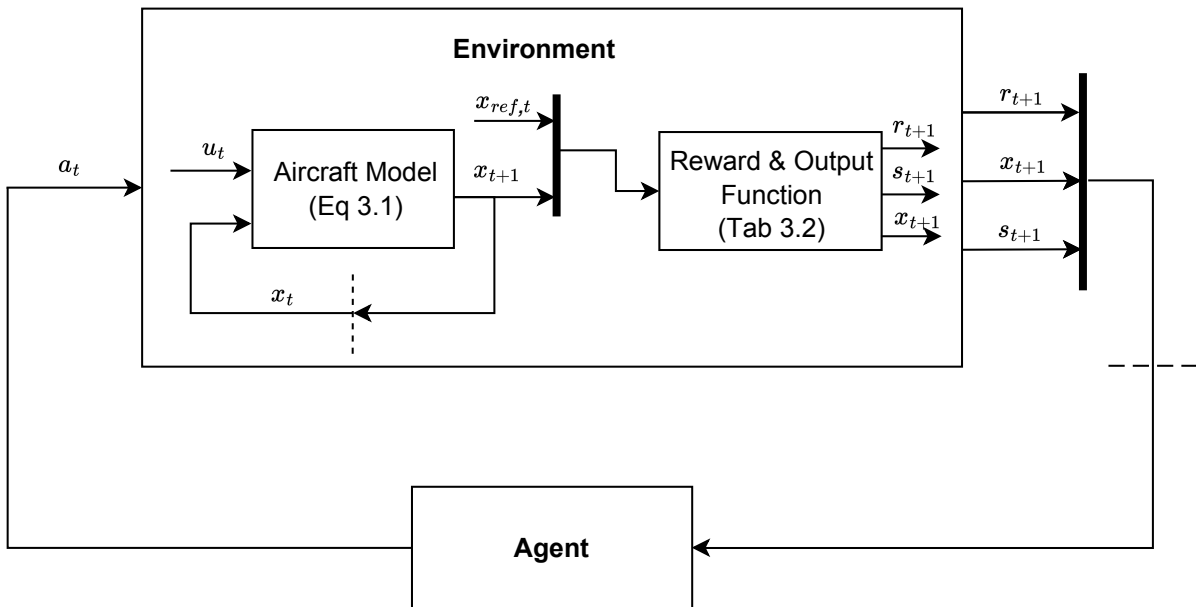 Environment
x_{ref,t}
r_{t+1}
a_t
u_t
Aircraft Model
(Eq 3.1)
x_{t+1}
Reward & Output
Function
(Tab 3.2)
r_{t+1}
s_{t+1}
x_{t+1}
x_{t+1}
s_{t+1}
x_t
Agent